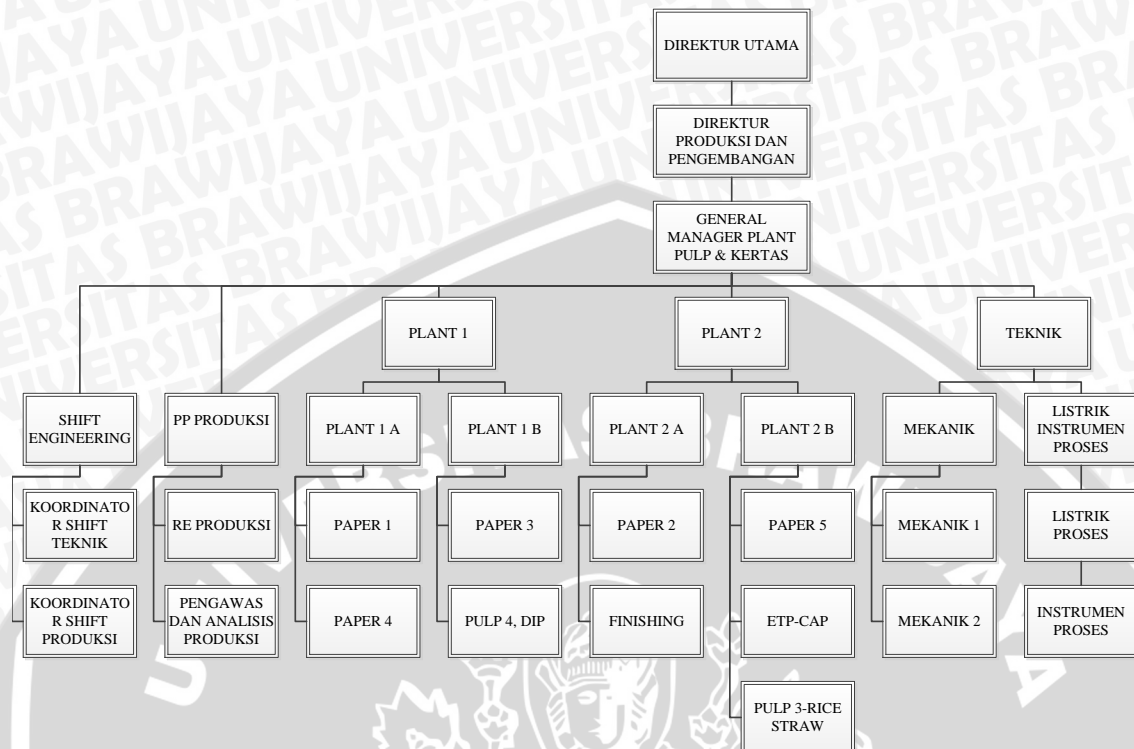 DIREKTUR UTAMA
DIREKTUR
PRODUKSI DAN
PENGEMBANGAN
GENERAL
MANAGER PLANT
PULP & KERTAS
PLANT 1
PLANT 2
TEKNIK
SHIFT
ENGINEERING
PP PRODUKSI
PLANT 1 A
PLANT 1 B
PLANT 2 A
PLANT 2 B
MEKANIK
LISTRIK
INSTRUMEN
PROSES
KOORDINATO
R SHIFT
TEKNIK
RE PRODUKSI
PAPER 1
PAPER 3
PAPER 2
PAPER 5
MEKANIK 1
LISTRIK
PROSES
KOORDINATO
R SHIFT
PRODUKSI
PENGAWAS
DAN ANALISIS
PRODUKSI
PAPER 4
PULP 4, DIP
FINISHING
ETP-CAP
MEKANIK 2
INSTRUMEN
PROSES
PULP 3-RICE
STRAW
UNIVERSITAS BRAWIJAYA